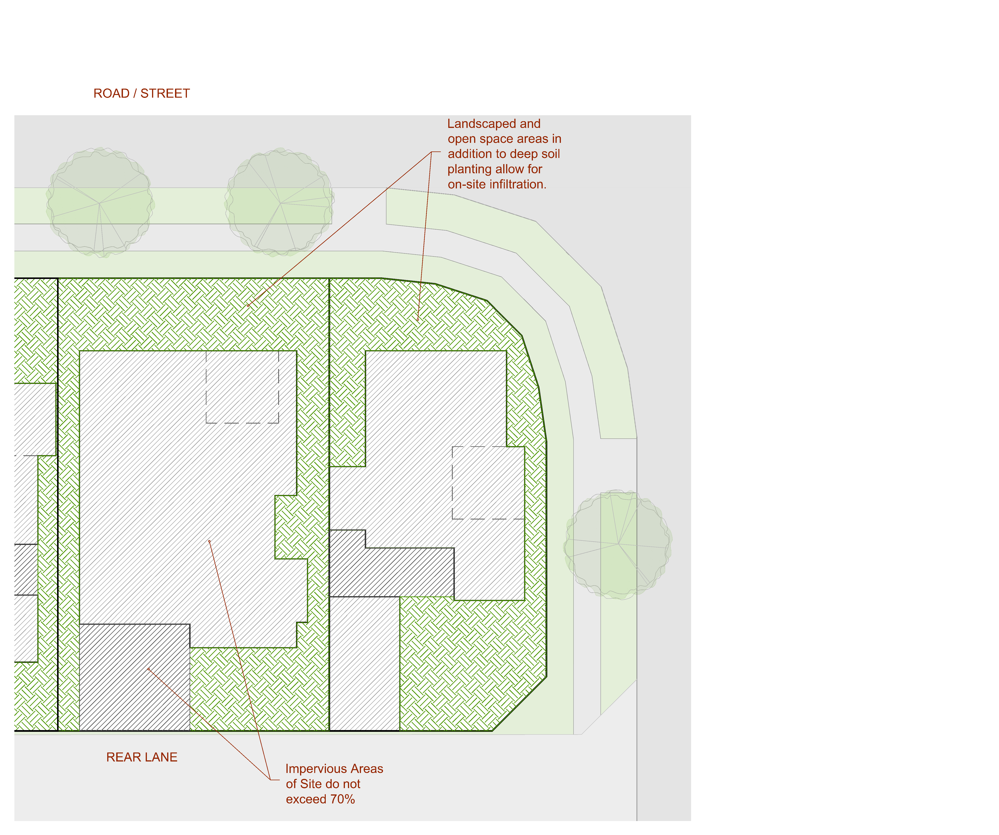 ROAD / STREET
Landscaped and
open space areas in
addition to deep soil
planting allow for
on-site infiltration.
REAR LANE
Impervious Areas
of Site do not
exceed 70%